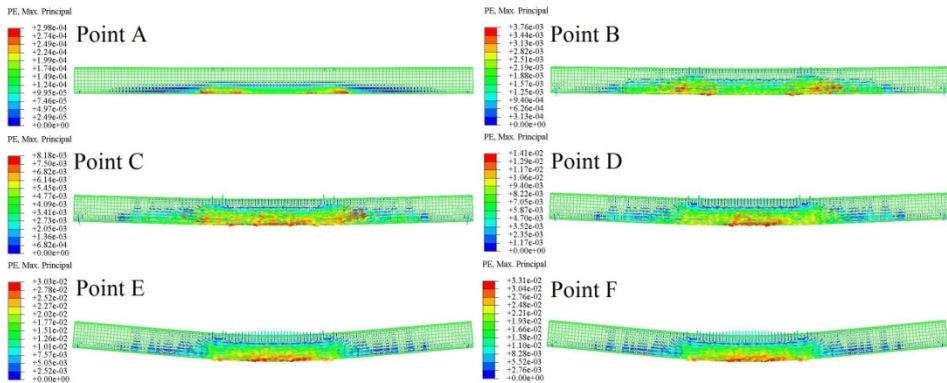 PE, Max. Principal
+2.98e-04
+2.74e-04
+2.49e-04
+2.24e-04
+1.99e-04
+1.74e-04
+1.49e-04
+1.24e-04
+9.95e-05
+7.46e-05
+4.97e-05
+2.49e-05
+0.00e+00
Point A
PE, Max. Principal
+3.76e-03
+3.44e-03
+3.13e-03
+2.82e-03
+2.51e-03
+2.19e-03
+1.88e-03
+1.57e-03
+1.25e-03
+9.40e-04
+6.26e-04
+3.13e-04
+0.00e+00
Point B
PE, Max. Principal
+8.18e-03
+7.50e-03
+6.82e-03
+6.14e-03
+5.45e-03
+4.77e-03
+4.09e-03
+3.41e-03
+2.73e-03
+2.05e-03
+1.36e-03
+6.82e-04
+0.00e+00
Point C
PE, Max. Principal
+1.41e-02
+1.29e-02
+1.17e-02
+1.06e-02
+9.40e-03
+8.22e-03
+7.05e-03
+5.87e-03
+4.70e-03
+3.52e-03
+2.35e-03
+1.17e-03
+0.00e+00
Point D
PE, Max. Principal
+3.03e-02
+2.78e-02
+2.52e-02
+2.27e-02
+2.02e-02
+1.77e-02
+1.51e-02
+1.26e-02
+1.01e-02
+7.57e-03
+5.05e-03
+2.52e-03
+0.00e+00
Point E
PE, Max. Principal
+3.31e-02
+3.04e-02
+2.76e-02
+2.48e-02
+2.21e-02
+1.93e-02
+1.66e-02
+1.38e-02
+1.10e-02
+8.28e-03
+5.52e-03
+2.76e-03
+0.00e+00
Point F